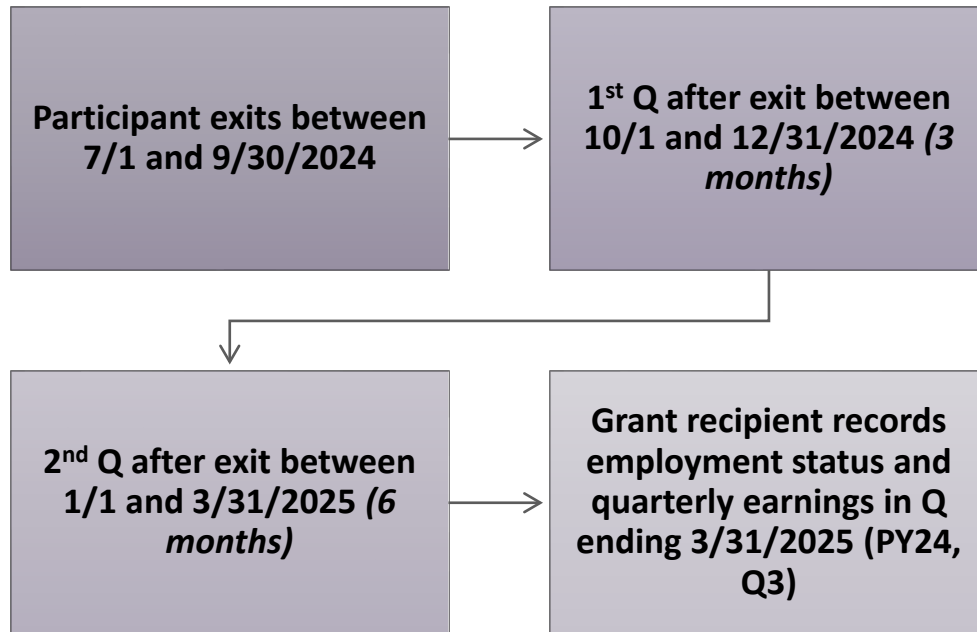 Participant exits between
7/1 and 9/30/2024
1st Q after exit between
10/1 and 12/31/2024 (3
months)
2nd Q after exit between
1/1 and 3/31/2025 (6
months)
Grant recipient records
employment status and
quarterly earnings in Q
ending 3/31/2025 (PY24,
Q3)